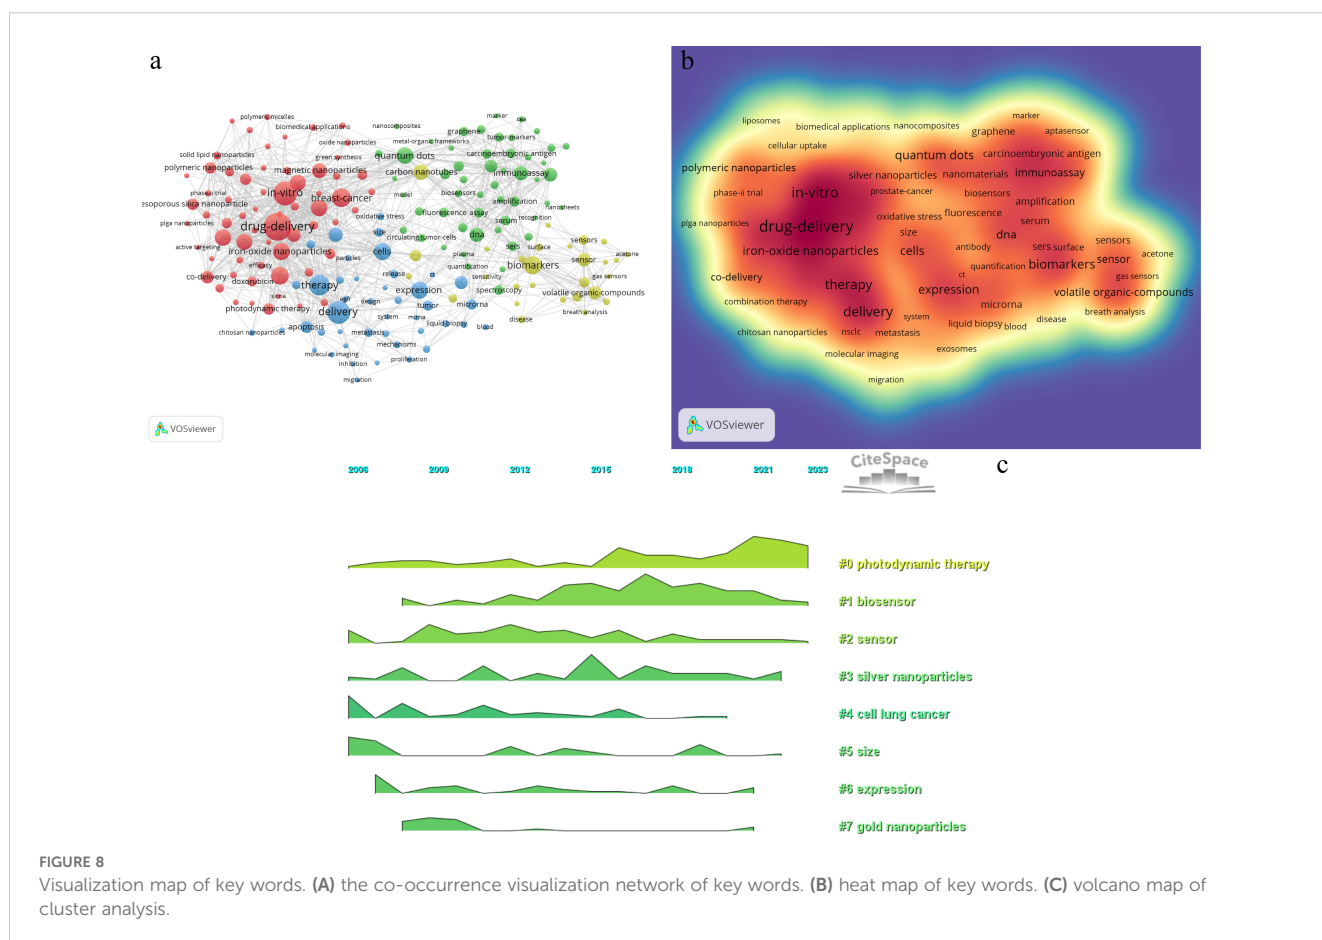 a
polymeric micelles
biomedical applications
nanocomposites
marker
graphene
tumor-markers
oxide nanoparticles
metal-organic frameworks
solid lipid nanoparticles
green synthesis
quantum dots
carcinoembryonic antigen
polymeric nanoparticles
magnetic nanoparticles
carbon nanotubes
immunoassay
phase-ii trial
in-vitro
breast-cancer
model
biosensors
amplification
esoporous silica nanoparticle
nanosheets
oxidative stress
fluorescence assay
recognition
plga nanoparticles
drug-delivery
size
serum
circulating tumor-cells
dna
active targeting
iron-oxide nanoparticles
cells
plasma
sers
surface
sensors
acetone
efficacy
particles
quantification
biomarkers
sensor
co-delivery
doxorubicin
release
ct
sensitivity
gas sensors
therapy
expression
spectroscopy
volatile organic-compounds
egfr
design
tumor
microrna
photodynamic therapy
delivery
system
mirna
breath analysis
apoptosis
liquid biopsy
blood
disease
chitosan nanoparticles
metastasis
mechanisms
molecular imaging
inhibition
proliferation
migration
VOSviewer
b
marker
liposomes
biomedical applications
nanocomposites
graphene
aptasensor
cellular uptake
quantum dots
carcinoembryonic antigen
polymeric nanoparticles
silver nanoparticles
nanomaterials
immunoassay
phase-ii trial
in-vitro
prostate-cancer
biosensors
amplification
plga nanoparticles
drug-delivery
oxidative stress
fluorescence
serum
size
dna
iron-oxide nanoparticles
cells
antibody
sers
surface
sensors
acetone
co-delivery
ct
quantification
biomarkers
sensor
gas sensors
therapy
expression
volatile organic-compounds
combination therapy
microrna
delivery
system
breath analysis
chitosan nanoparticles
nsclc
metastasis
liquid biopsy
blood
disease
molecular imaging
exosomes
migration
VOSviewer
2006 2009 2012 2015 2018 2021 2023
CiteSpace
c
#0 photodynamic therapy
#1 biosensor
#2 sensor
#3 silver nanoparticles
#4 cell lung cancer
#5 size
#6 expression
#7 gold nanoparticles
FIGURE 8
Visualization map of key words. (A) the co-occurrence visualization network of key words. (B) heat map of key words. (C) volcano map of
cluster analysis.